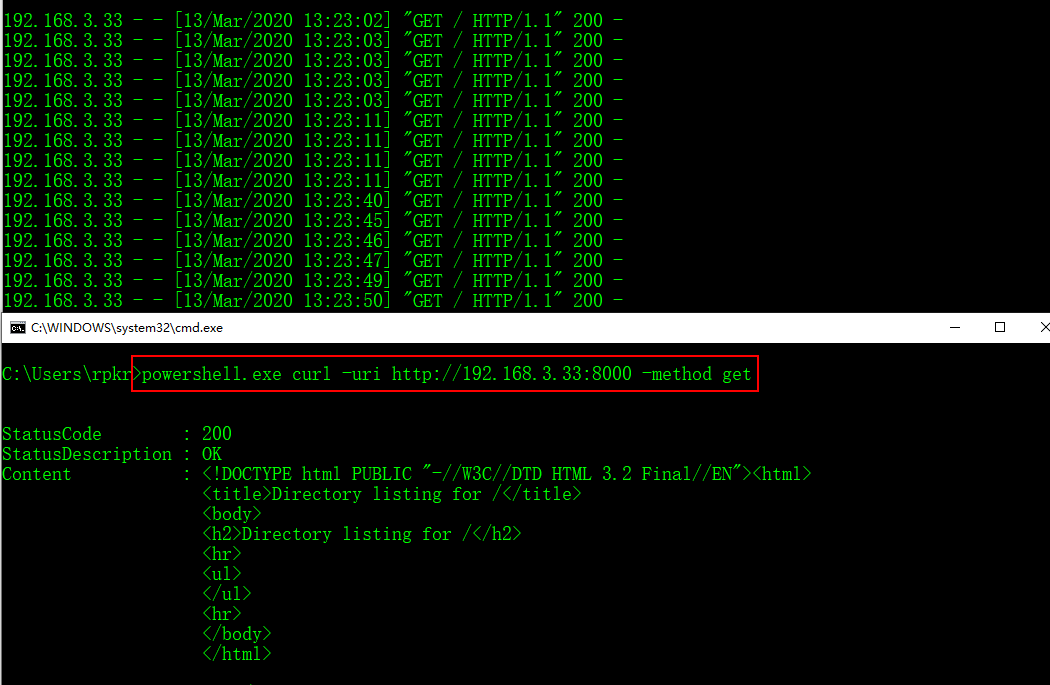 192.168.3.33 - - [13/Mar/2020 13:23:02] "GET / HTTP/1.1" 200 -
192.168.3.33 - - [13/Mar/2020 13:23:03] "GET / HTTP/1.1" 200 -
192.168.3.33 - - [13/Mar/2020 13:23:03] "GET / HTTP/1.1" 200 -
192.168.3.33 - - [13/Mar/2020 13:23:03] "GET / HTTP/1.1" 200 -
192.168.3.33 - - [13/Mar/2020 13:23:03] "GET / HTTP/1.1" 200 -
192.168.3.33 - - [13/Mar/2020 13:23:11] "GET / HTTP/1.1" 200 -
192.168.3.33 - - [13/Mar/2020 13:23:11] "GET / HTTP/1.1" 200 -
192.168.3.33 - - [13/Mar/2020 13:23:11] "GET / HTTP/1.1" 200 -
192.168.3.33 - - [13/Mar/2020 13:23:11] "GET / HTTP/1.1" 200 -
192.168.3.33 - - [13/Mar/2020 13:23:40] "GET / HTTP/1.1" 200 -
192.168.3.33 - - [13/Mar/2020 13:23:45] "GET / HTTP/1.1" 200 -
192.168.3.33 - - [13/Mar/2020 13:23:46] "GET / HTTP/1.1" 200 -
192.168.3.33 - - [13/Mar/2020 13:23:47] "GET / HTTP/1.1" 200 -
192.168.3.33 - - [13/Mar/2020 13:23:49] "GET / HTTP/1.1" 200 -
192.168.3.33 - - [13/Mar/2020 13:23:50] "GET / HTTP/1.1" 200 -
C:\WINDOWS\system32\cmd.exe
C:\Users\rpkr>powershell.exe curl -uri http://192.168.3.33:8000 -method get
StatusCode : 200
StatusDescription : OK
Content : <!DOCTYPE html PUBLIC "-//W3C//DTD HTML 3.2 Final//EN"><html>
<title>Directory listing for /</title>
<body>
<h2>Directory listing for /</h2>
<hr>
<ul>
</ul>
<hr>
</body>
</html>